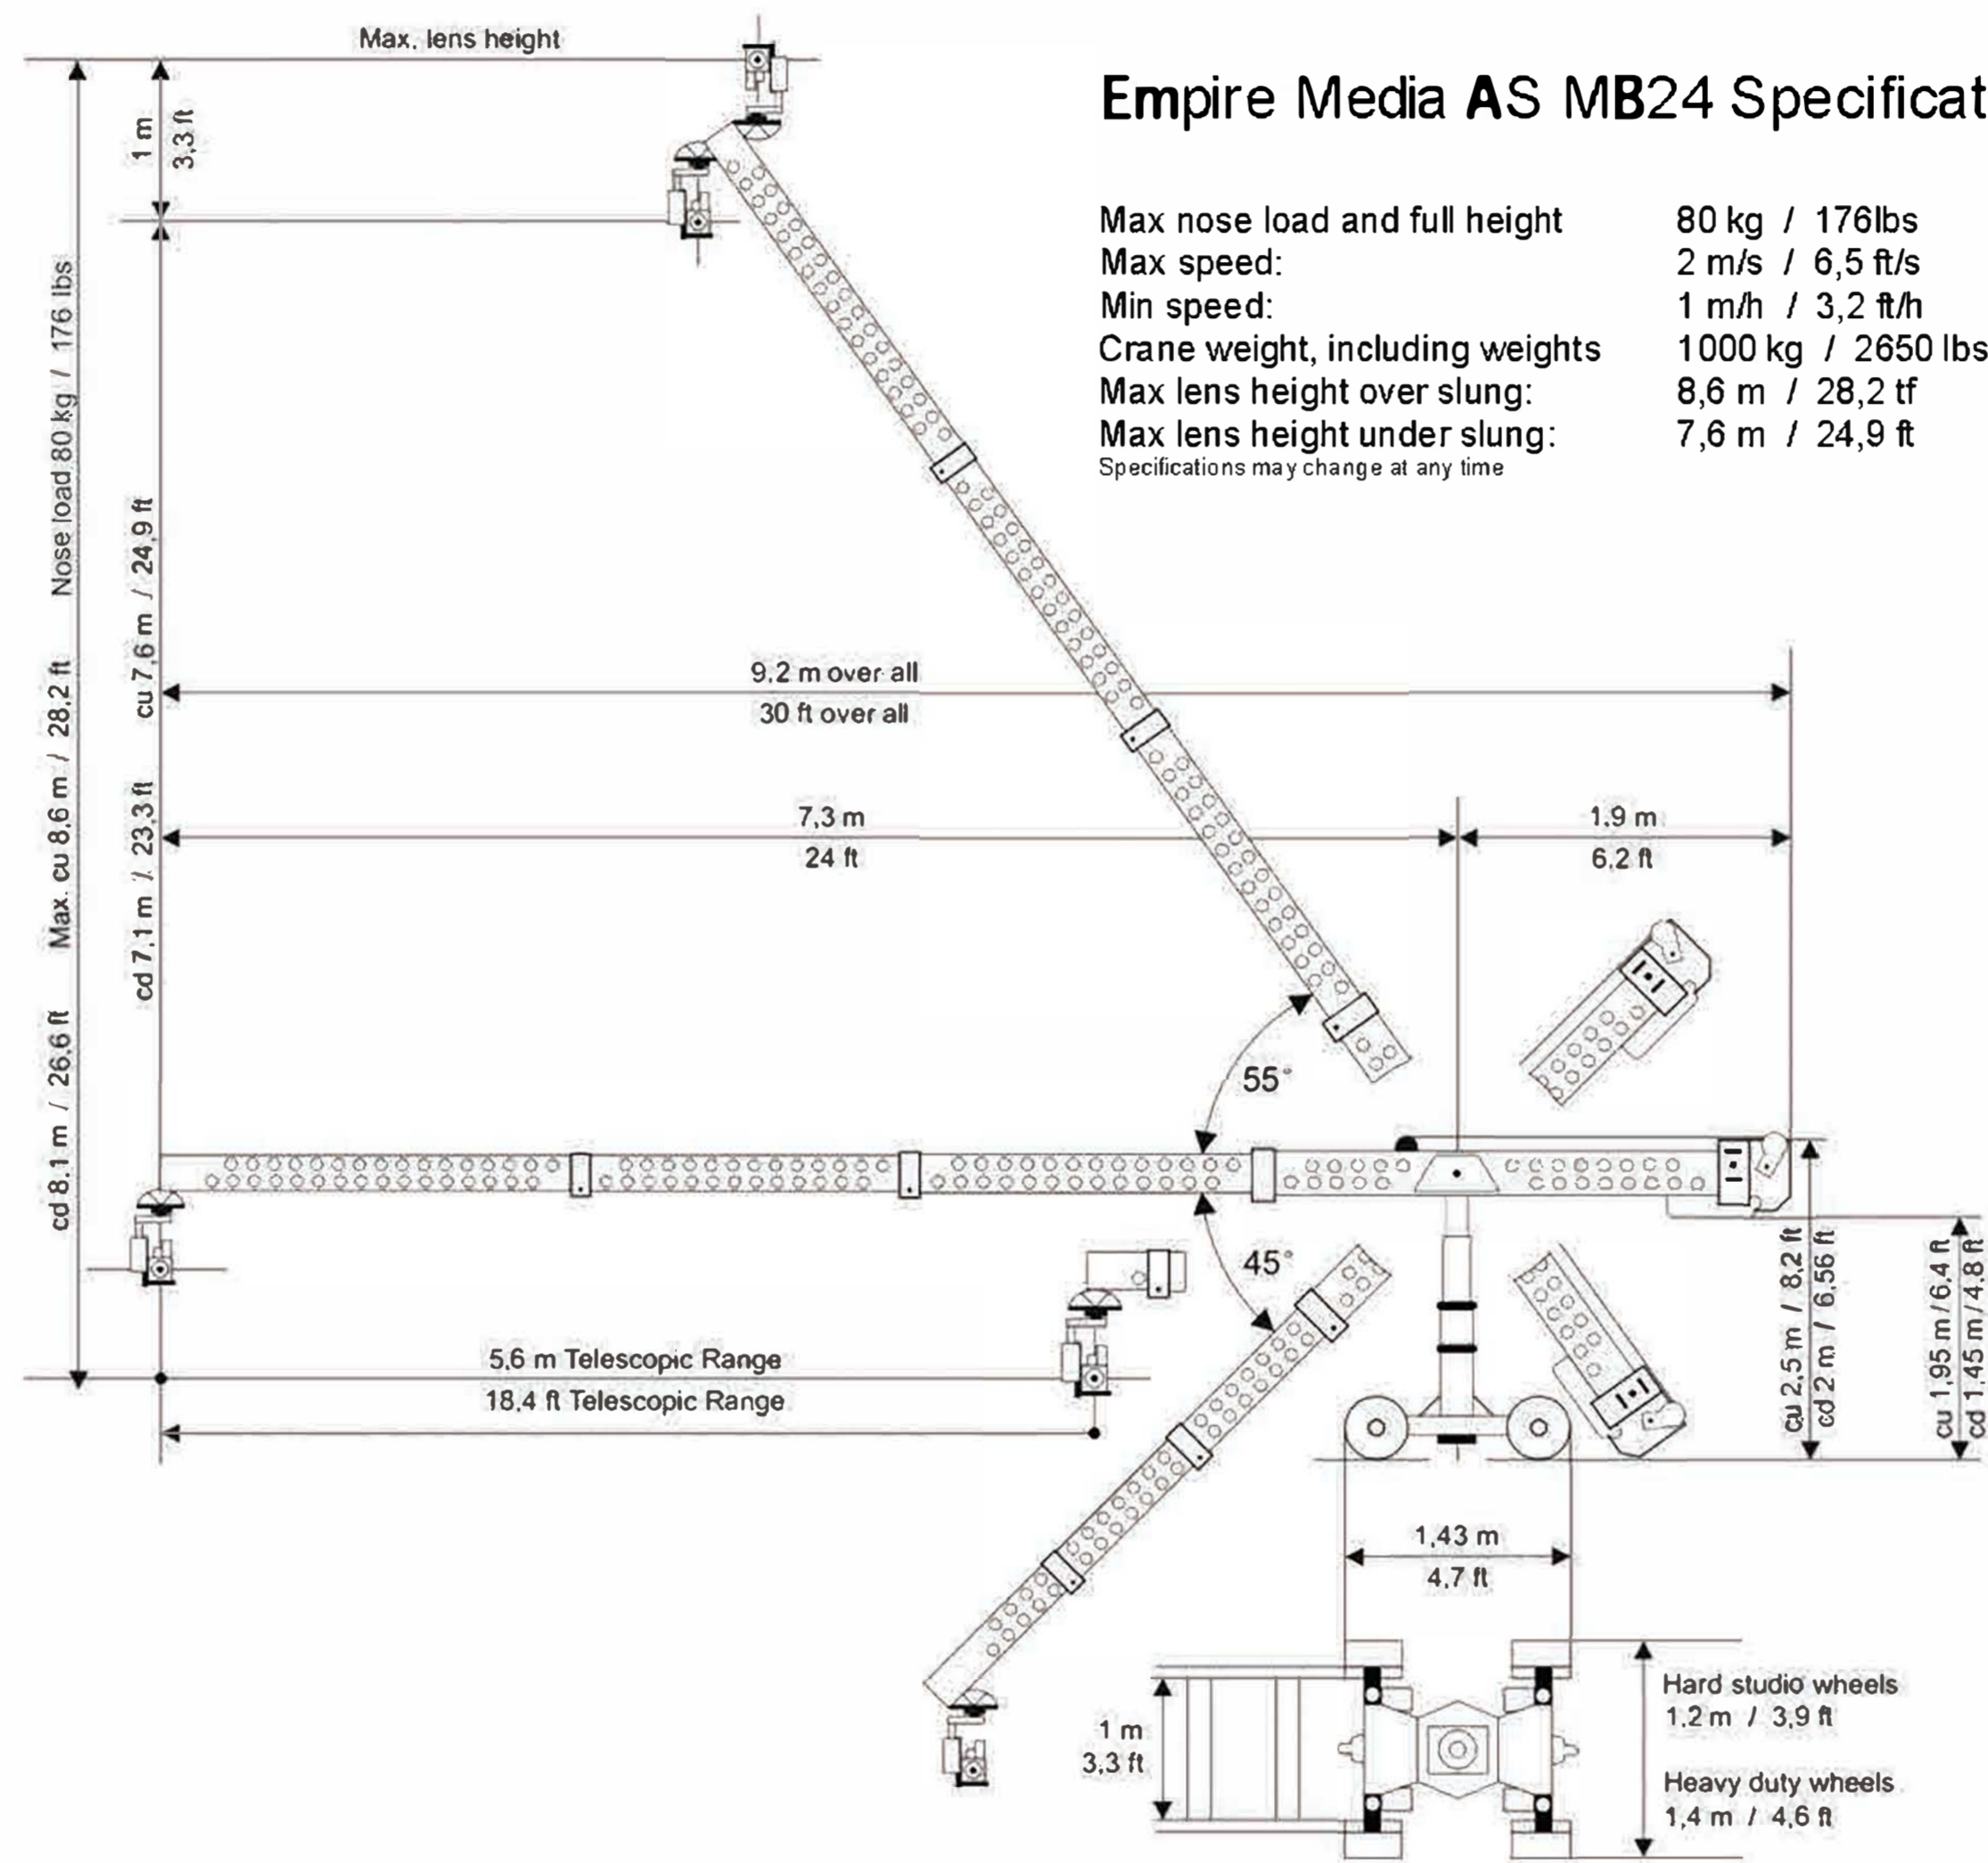 Max. lens height
Empire Media AS MB24 Specificat
1 m
3,3 ft
Max nose load and full height 80 kg / 176lbs
Max speed: 2 m/s / 6,5 ft/s
Min speed: 1 m/h / 3,2 ft/h
Crane weight, including weights 1000 kg / 2650 lbs
Max lens height over slung: 8,6 m / 28,2 tf
Max lens height under slung: 7,6 m / 24,9 ft
Specifications may change at any time
cd 8,1 m / 26,6 ft Max. cu 8,6 m / 28,2 ft Nose load 80 kg / 176 lbs
cd 7,1 m / 23,3 ft cu 7,6 m / 24,9 ft
9,2 m over all
30 ft over all
7,3 m
24 ft
1,9 m
6,2 ft
55°
45°
5,6 m Telescopic Range
18,4 ft Telescopic Range
cu 2,5 m / 8,2 ft
cd 2 m / 6,56 ft
cu 1,95 m / 6,4 ft
cd 1,45 m / 4,8 ft
1,43 m
4,7 ft
1 m
3,3 ft
Hard studio wheels
1,2 m / 3,9 ft
Heavy duty wheels
1,4 m / 4,6 ft